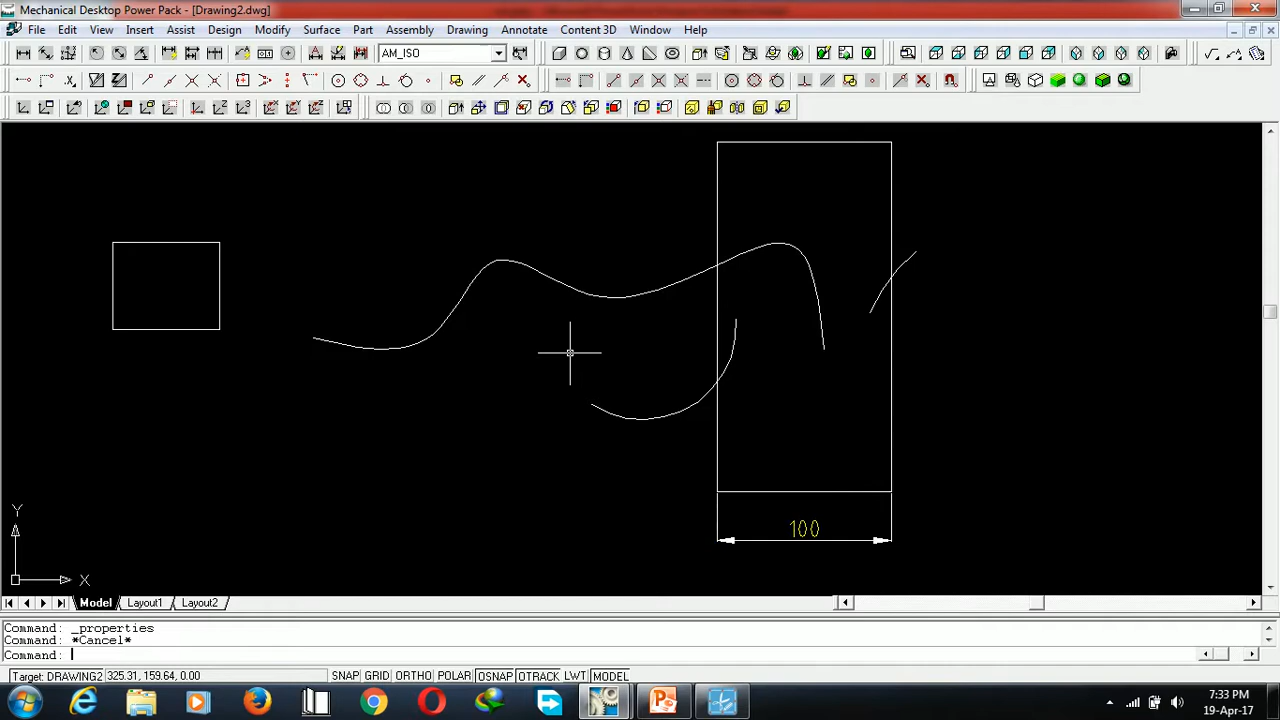 Mechanical Desktop Power Pack - [Drawing2.dwg]
File Edit View Insert Assist Design Modify Surface Part Assembly Drawing Annotate Content 3D Window Help
AM_ISO
100
Y
X
Model Layout1 Layout2
Command: _properties
Command: *Cancel*
Command:
Target: DRAWING2 325.31, 159.64, 0.00 SNAP GRID ORTHO POLAR OSNAP OTRACK LWT MODEL
7:33 PM
19-Apr-17